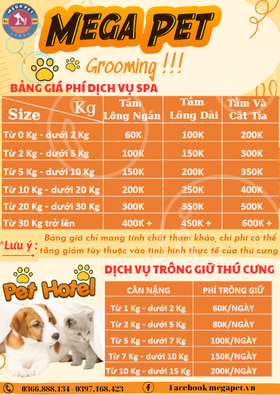 MEGA PET
MEGA PET
Grooming !!!
BẢNG GIÁ PHÍ DỊCH VỤ SPA
Size Kg Tắm Lông Ngắn Tắm Lông Dài Tắm Và Cắt Tỉa
Từ 0 Kg - dưới 2 Kg 60K 100K 200K
Từ 2 Kg - dưới 5 Kg 100K 150K 300K
Từ 5 Kg - dưới 10 Kg 150K 200K 350K
Từ 10 Kg - dưới 20 Kg 200K 250K 400K
Từ 20 Kg - dưới 30 Kg 300K 350K 500K
Từ 30 Kg trở lên 400K + 450K + 600K +
*Lưu ý : Bảng giá chỉ mang tính chất tham khảo, chi phí có thể
tăng giảm tùy thuộc vào tình hình thực tế của thú cưng
DỊCH VỤ TRÔNG GIỮ THÚ CƯNG
Pet Hotel
CÂN NẶNG PHÍ TRÔNG GIỮ
Từ 1 Kg - dưới 2 Kg 60K/NGÀY
Từ 2 Kg - dưới 5 Kg 80K/NGÀY
Từ 5 Kg - dưới 7 Kg 100K/NGÀY
Từ 7 Kg - dưới 10 Kg 150K/NGÀY
Từ 10 Kg - dưới 15 Kg 200K/NGÀY
0366.888.134 - 0397.168.423
Facebook megapet.vn